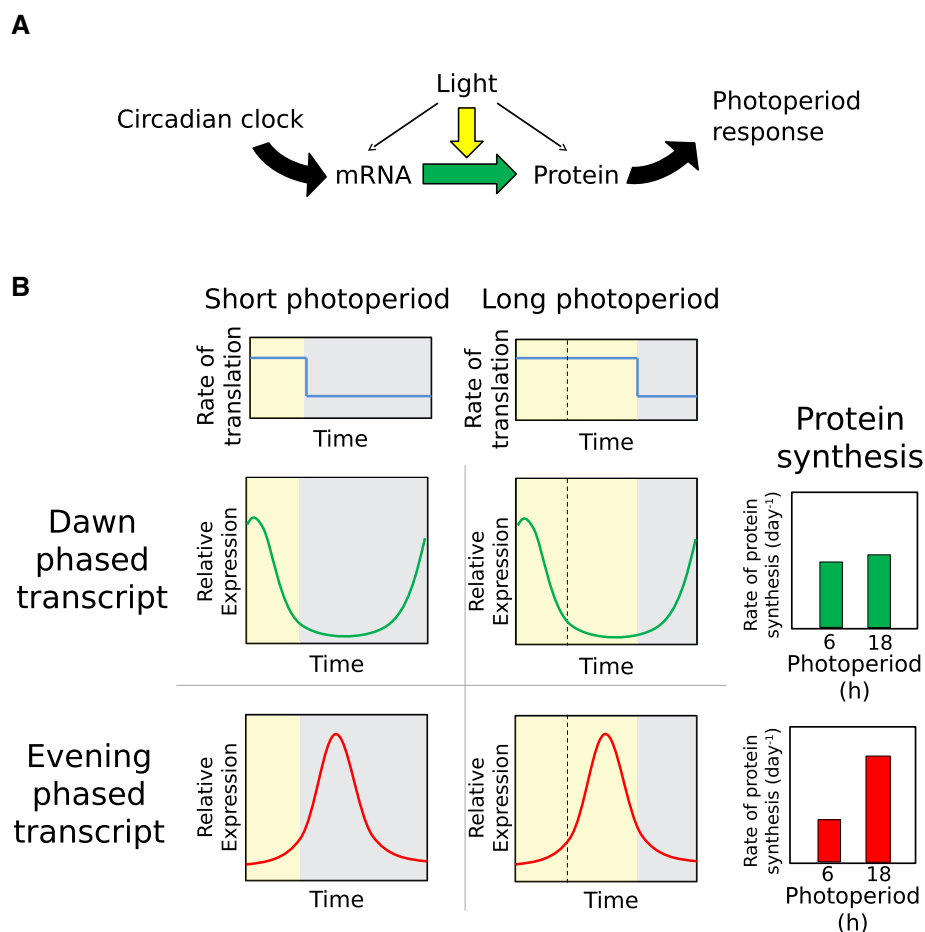 A
Light
Circadian clock
Photoperiod
response
mRNA
Protein
B
Short photoperiod
Long photoperiod
Rate of
translation
Time
Rate of
translation
Time
Protein
synthesis
Dawn
phased
transcript
Relative
Expression
Time
Relative
Expression
Time
Rate of protein
synthesis (day-1)
6
18
Photoperiod
(h)
Evening
phased
transcript
Relative
Expression
Time
Relative
Expression
Time
Rate of protein
synthesis (day-1)
6
18
Photoperiod
(h)